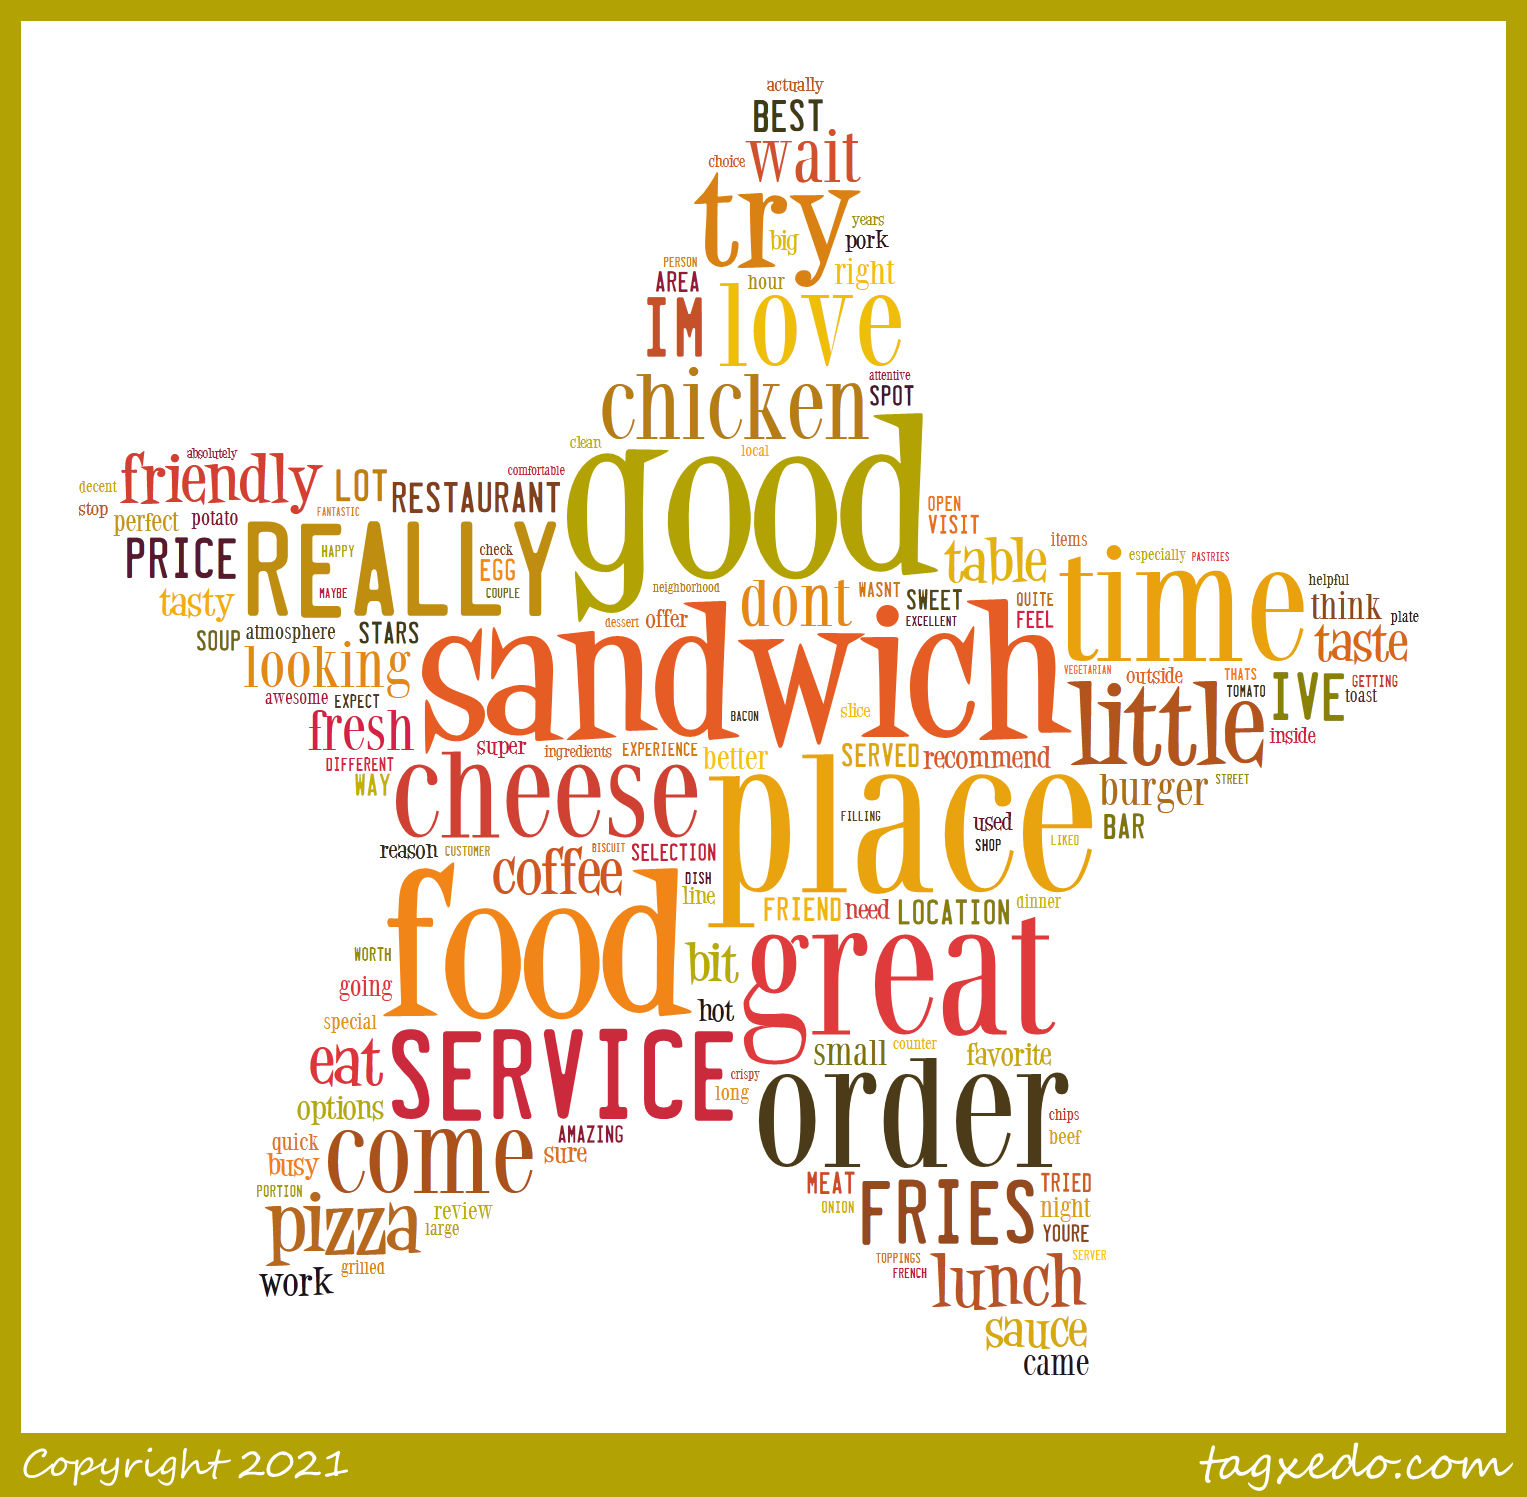 actually
BEST
wait
choice
try
years
big
pork
PERSON
right
AREA
hour
IM
love
attentive
chicken
SPOT
clean
good
local
absolutely
friendly
comfortable
LOT
RESTAURANT
decent
stop
perfect
potato
FANTASTIC
OPEN
VISIT
PRICE
REALLY
HAPPY
check
EGG
MAYBE
COUPLE
table
items
time
especially
PASTRIES
helpful
think
plate
taste
tasty
neighborhood
dont
WASNT
SWEET
EXCELLENT
QUITE
FEEL
SOUP
atmosphere
STARS
dessert
offer
looking
sandwich
VEGETARIAN
outside
THATS
TOMATO
IVE
GETTING
toast
awesome
EXPECT
BACON
slice
little
inside
fresh
super
ingredients
EXPERIENCE
better
SERVED
recommend
DIFFERENT
WAY
cheese
place
burger
STREET
FILLING
used
SHOP
LIKED
BAR
reason
CUSTOMER
BISCUIT
coffee
SELECTION
DISH
line
FRIEND
need
LOCATION
dinner
food
great
WORTH
bit
going
hot
special
SERVICE
small
counter
favorite
eat
crispy
long
options
order
chips
beef
quick
come
AMAZING
sure
busy
PORTION
MEAT
ONION
FRIES
TRIED
night
YOURE
pizza
review
large
TOPPINGS
FRENCH
SERVER
work
grilled
lunch
sauce
came
Copyright 2021
tagxedo.com